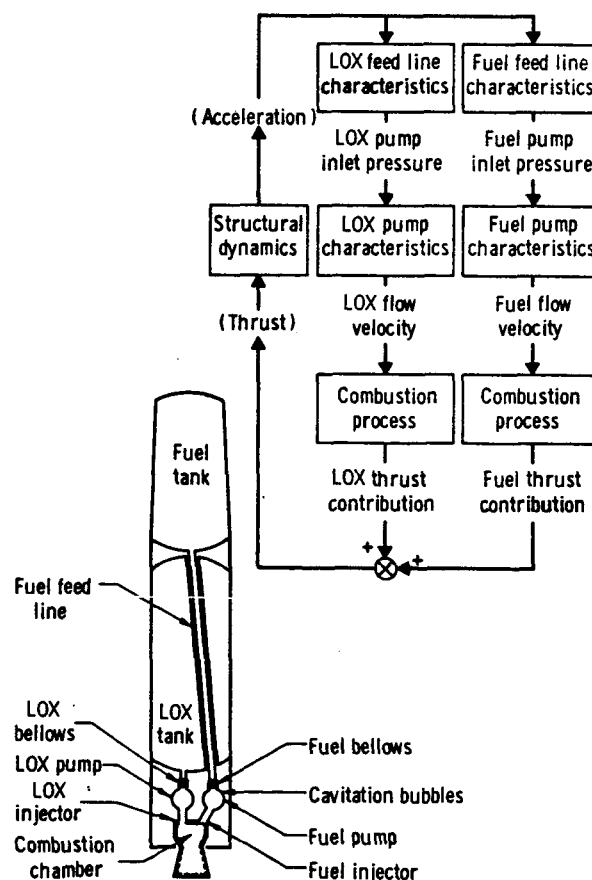 LOX feed line
characteristics
Fuel feed line
characteristics
(Acceleration)
LOX pump
inlet pressure
Fuel pump
inlet pressure
Structural
dynamics
LOX pump
characteristics
Fuel pump
characteristics
(Thrust)
LOX flow
velocity
Fuel flow
velocity
Combustion
process
Combustion
process
LOX thrust
contribution
Fuel thrust
contribution
+
+
Fuel
tank
Fuel feed
line
LOX
bellows
LOX
tank
Fuel bellows
LOX pump
Cavitation bubbles
LOX
injector
Fuel pump
Combustion
chamber
Fuel injector